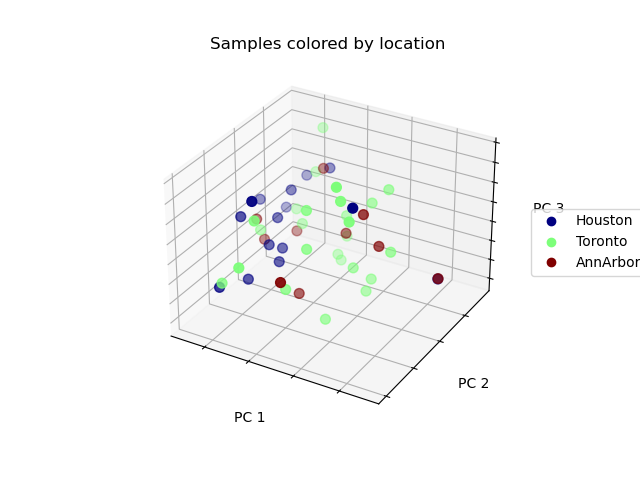 Samples colored by location
PC 3
Houston
Toronto
AnnArbor
PC 2
PC 1